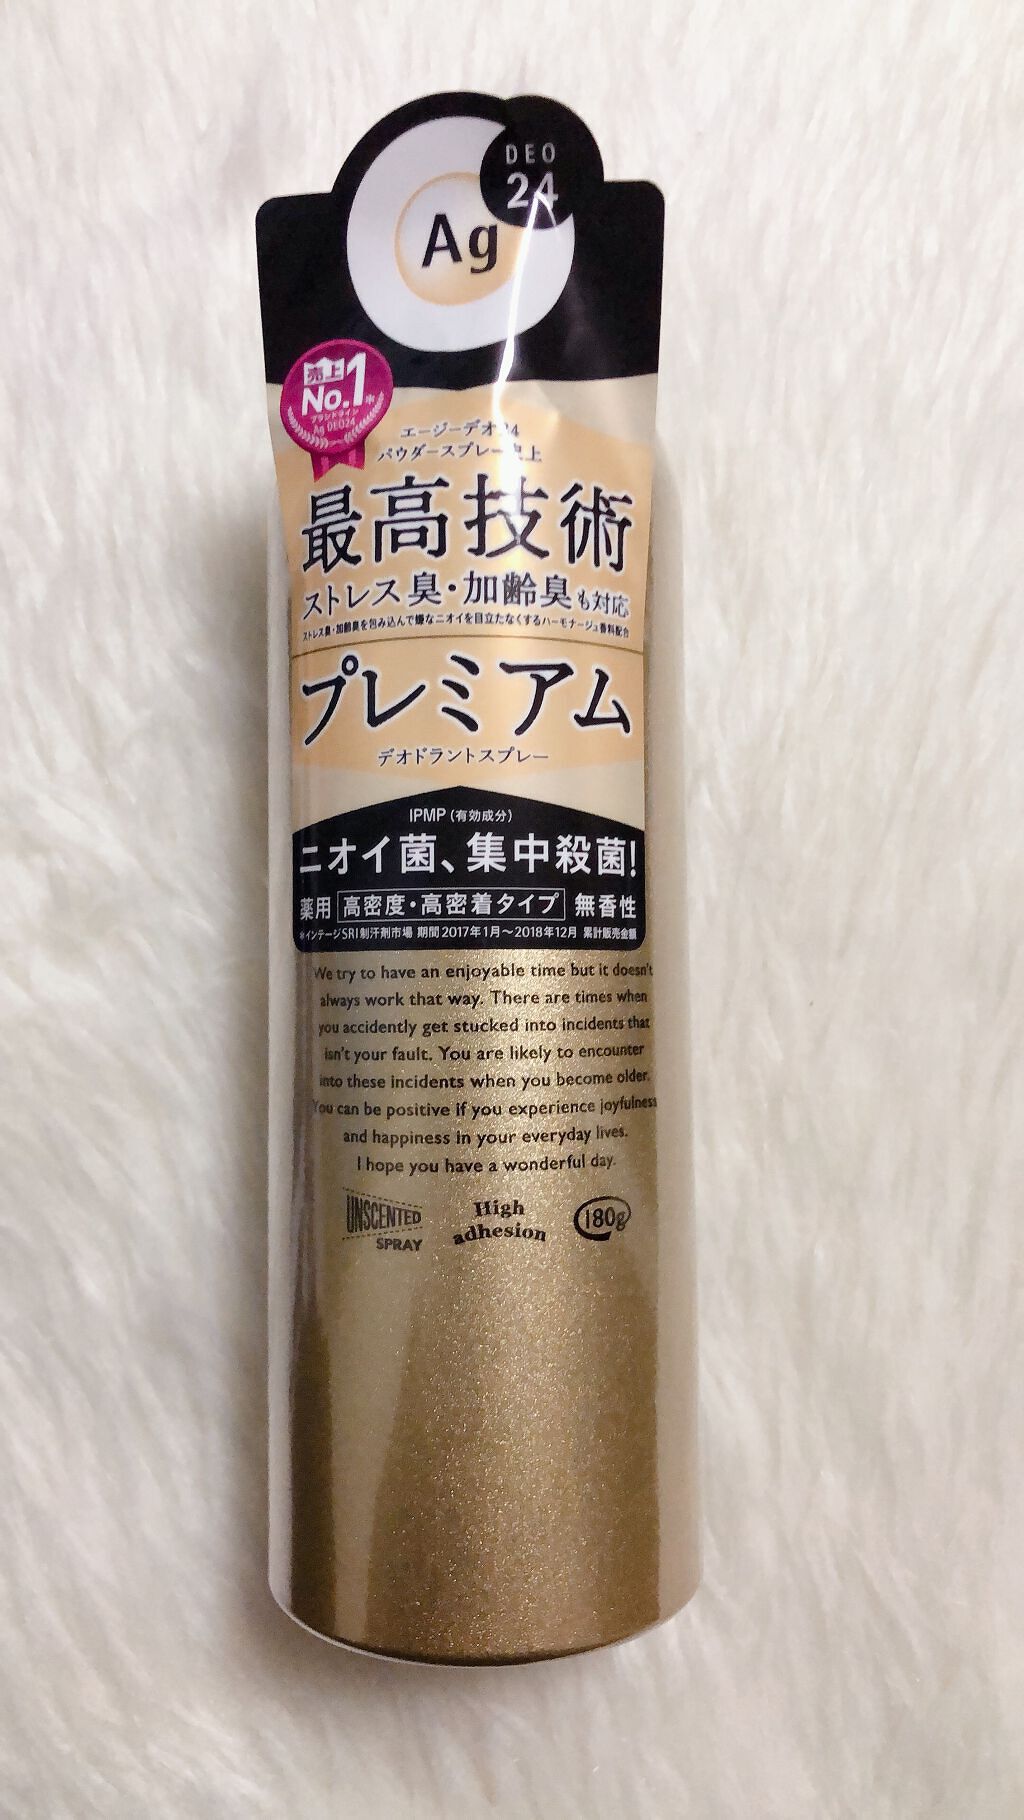 DEO
24
Ag
売上
No.1*
ブランドライン
Ag DEO24
エージーデオ24
パウダースプレー史上
最高技術
ストレス臭・加齢臭も対応
ストレス臭・加齢臭を包み込んで嫌なニオイを目立たなくするハーモナージュ香料配合
プレミアム
デオドラントスプレー
IPMP(有効成分)
ニオイ菌、集中殺菌!
薬用 高密度・高密着タイプ 無香性
*インテージSRI制汗剤市場 期間2017年1月〜2018年12月 累計販売金額
We try to have an enjoyable time but it doesn't
always work that way. There are times when
you accidently get stucked into incidents that
isn't your fault. You are likely to encounter
into these incidents when you become older.
You can be positive if you experience joyfulness
and happiness in your everyday lives.
I hope you have a wonderful day.
UNSCENTED
SPRAY
High
adhesion
180g